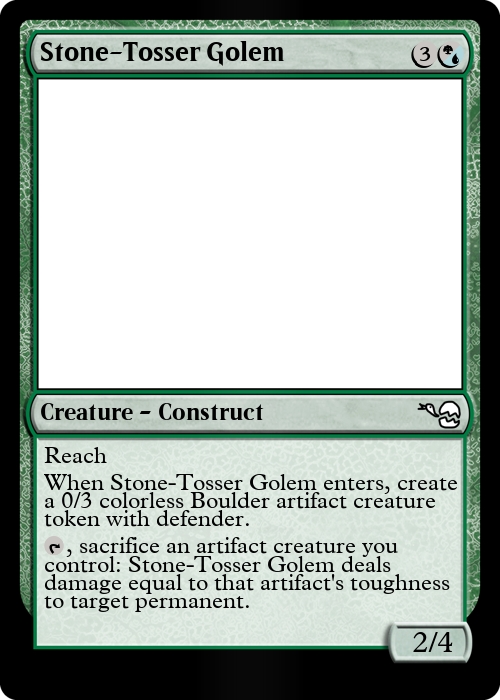 Stone-Tosser Golem 3
Creature - Construct
Reach
When Stone-Tosser Golem enters, create
a 0/3 colorless Boulder artifact creature
token with defender.
, sacrifice an artifact creature you
control: Stone-Tosser Golem deals
damage equal to that artifact's toughness
to target permanent.
2/4